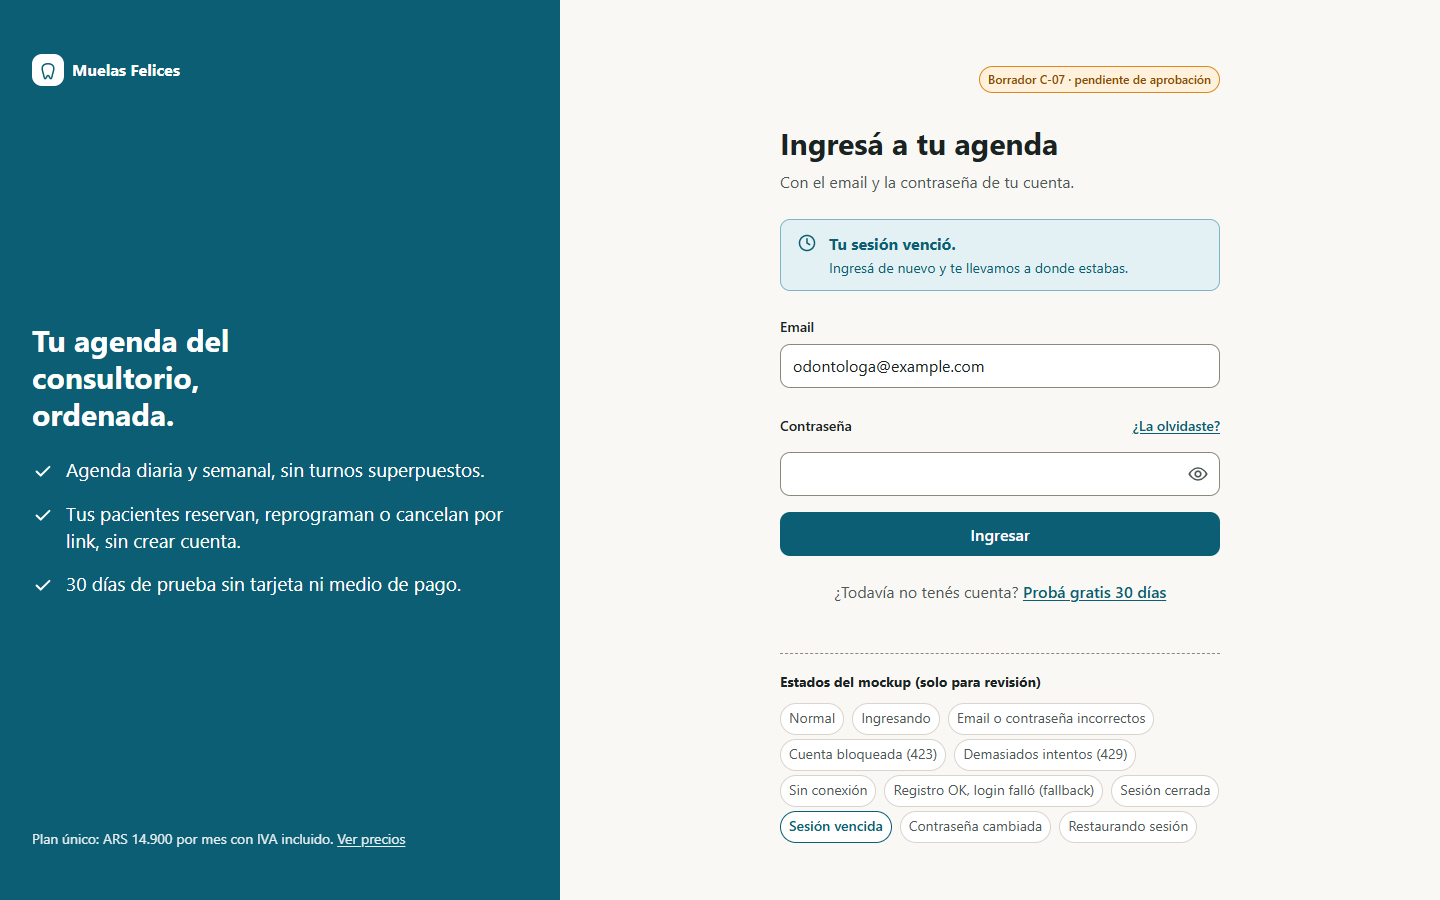 Muelas Felices
Tu agenda del
consultorio,
ordenada.
Agenda diaria y semanal, sin turnos superpuestos.
Tus pacientes reservan, reprograman o cancelan por
link, sin crear cuenta.
30 días de prueba sin tarjeta ni medio de pago.
Plan único: ARS 14.900 por mes con IVA incluido. Ver precios
Borrador C-07 · pendiente de aprobación
Ingresá a tu agenda
Con el email y la contraseña de tu cuenta.
Tu sesión venció.
Ingresá de nuevo y te llevamos a donde estabas.
Email
odontologa@example.com
Contraseña ¿La olvidaste?
Ingresar
¿Todavía no tenés cuenta? Probá gratis 30 días
Estados del mockup (solo para revisión)
Normal Ingresando Email o contraseña incorrectos
Cuenta bloqueada (423) Demasiados intentos (429)
Sin conexión Registro OK, login falló (fallback) Sesión cerrada
Sesión vencida Contraseña cambiada Restaurando sesión